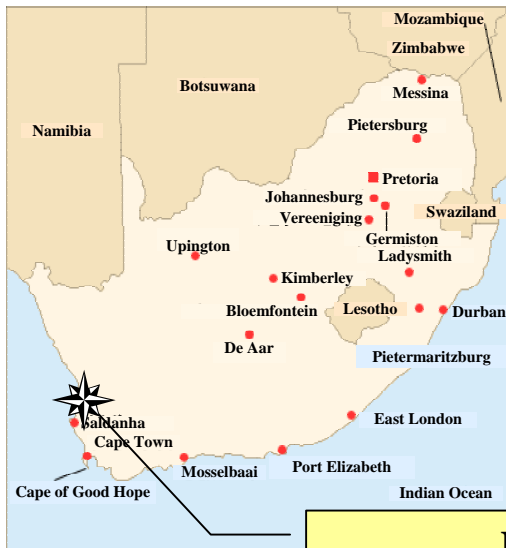 Mozambique
Zimbabwe
Botsuwana
Messina
Namibia
Pietersburg
Pretoria
Johannesburg
Swaziland
Vereeniging
Germiston
Upington
Ladysmith
Kimberley
Bloemfontein
Lesotho
Durban
De Aar
Pietermaritzburg
East London
Saldanha
Cape Town
Mosselbaai
Port Elizabeth
Cape of Good Hope
Indian Ocean